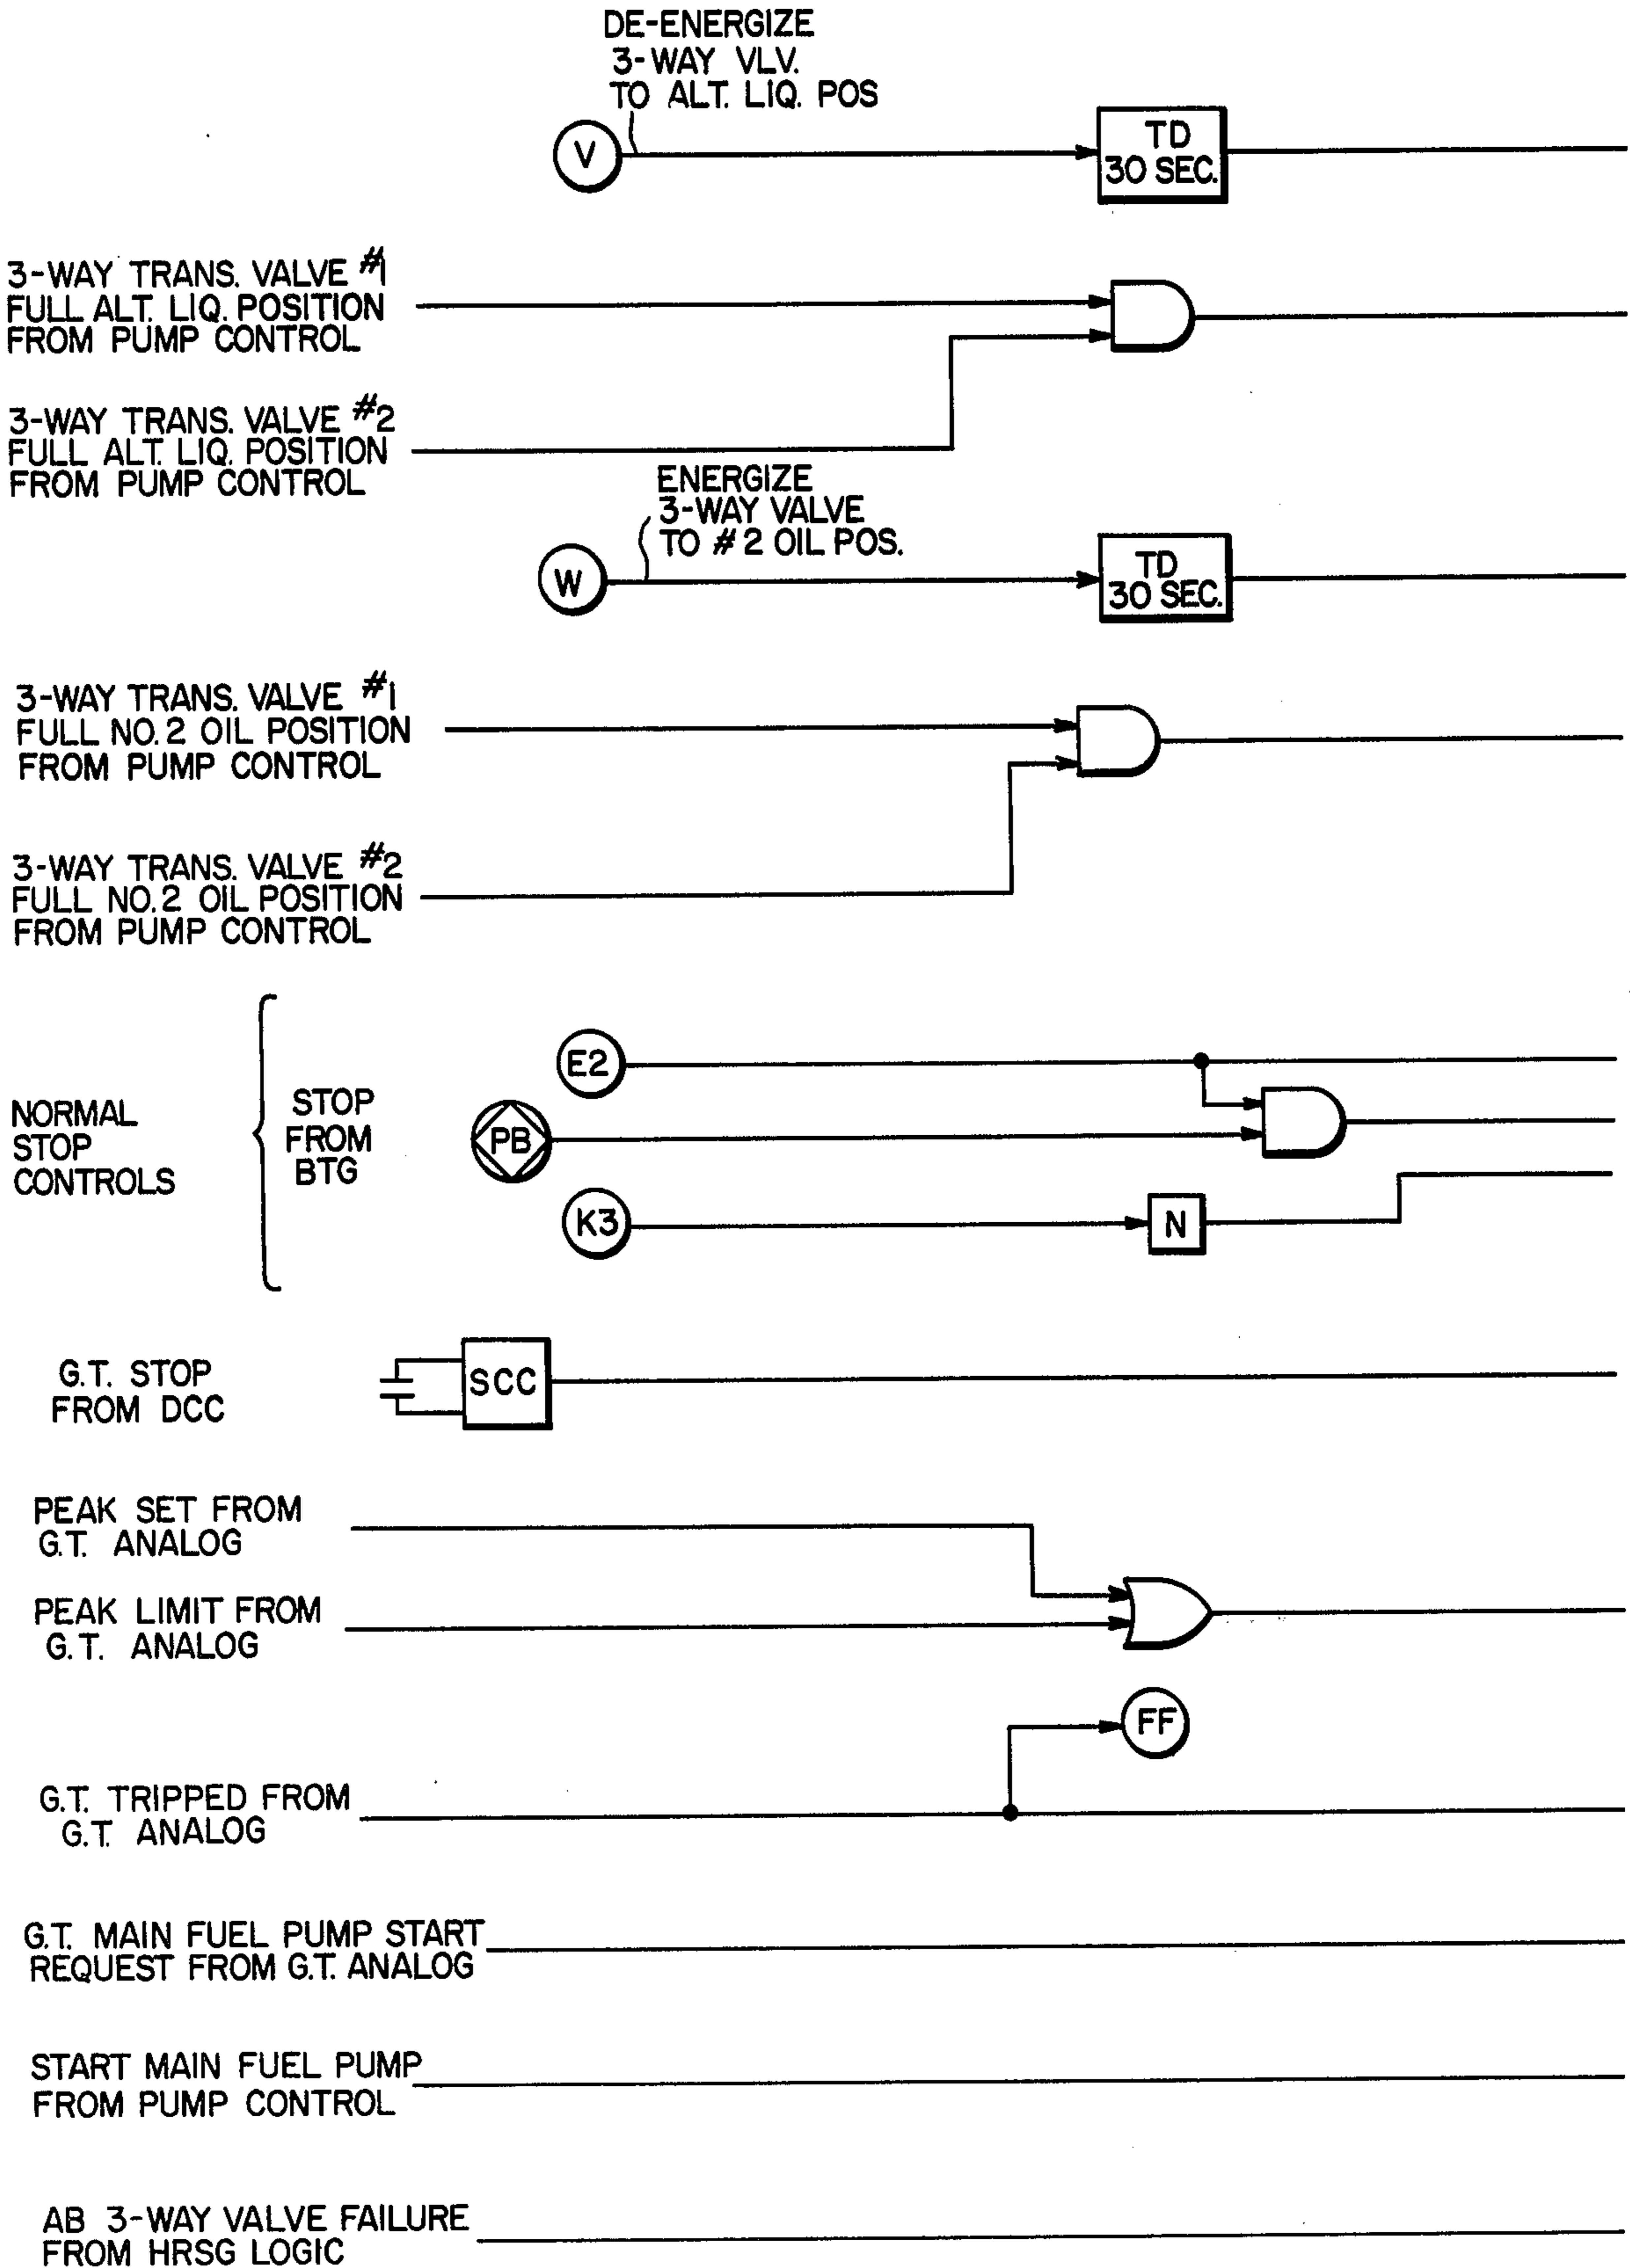 DE-ENERGIZE
3-WAY VLV.
TO ALT. LIQ. POS
V
TD
30 SEC.
3-WAY TRANS. VALVE #1
FULL ALT. LIQ. POSITION
FROM PUMP CONTROL
3-WAY TRANS. VALVE #2
FULL ALT. LIQ. POSITION
FROM PUMP CONTROL
ENERGIZE
3-WAY VALVE
TO #2 OIL POS.
W
TD
30 SEC.
3-WAY TRANS. VALVE #1
FULL NO. 2 OIL POSITION
FROM PUMP CONTROL
3-WAY TRANS. VALVE #2
FULL NO. 2 OIL POSITION
FROM PUMP CONTROL
NORMAL
STOP
CONTROLS
STOP
FROM
BTG
E2
PB
K3
N
G.T. STOP
FROM DCC
SCC
PEAK SET FROM
G.T. ANALOG
PEAK LIMIT FROM
G.T. ANALOG
FF
G.T. TRIPPED FROM
G.T. ANALOG
G.T. MAIN FUEL PUMP START
REQUEST FROM G.T. ANALOG
START MAIN FUEL PUMP
FROM PUMP CONTROL
AB 3-WAY VALVE FAILURE
FROM HRSG LOGIC